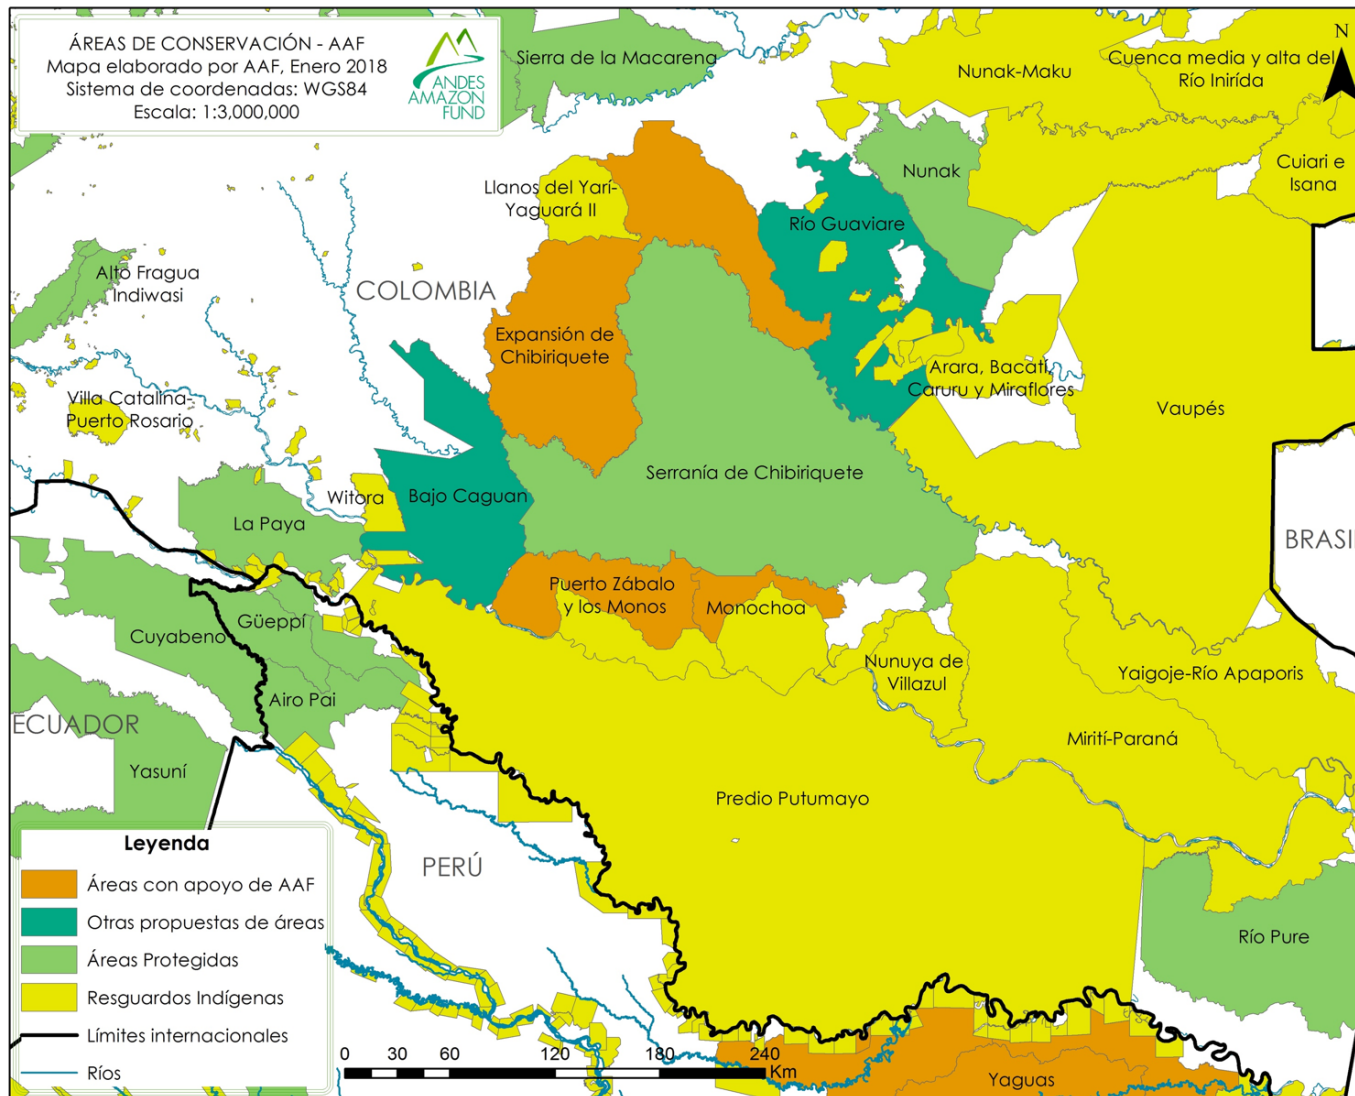 ÁREAS DE CONSERVACIÓN - AAF
Mapa elaborado por AAF, Enero 2018
Sistema de coordenadas: WGS84
Escala: 1:3,000,000
ANDES
AMAZON
FUND
N
Sierra de la Macarena
Nunak-Maku
Cuenca media y alta del
Río Inirída
Cuiari e
Isana
Nunak
Llanos del Yarí-
Yaguará II
Río Guaviare
Alto Fragua
Indiwasi
COLOMBIA
Expansión de
Chibiriquete
Arara, Bacatí,
Caruru y Miraflores
Vaupés
Villa Catalina-
Puerto Rosario
Serranía de Chibiriquete
Witora
Bajo Caguan
La Paya
BRASI
Puerto Zábalo
y los Monos
Monochoa
Güeppí
Cuyabeno
Nunuya de
Villazul
Yaigoje-Río Apaporis
Airo Pai
ECUADOR
Mirití-Paraná
Yasuní
Predio Putumayo
PERÚ
Río Pure
Yaguas
Leyenda
Áreas con apoyo de AAF
Otras propuestas de áreas
Áreas Protegidas
Resguardos Indígenas
Límites internacionales
Ríos
0 30 60 120 180 240
Km